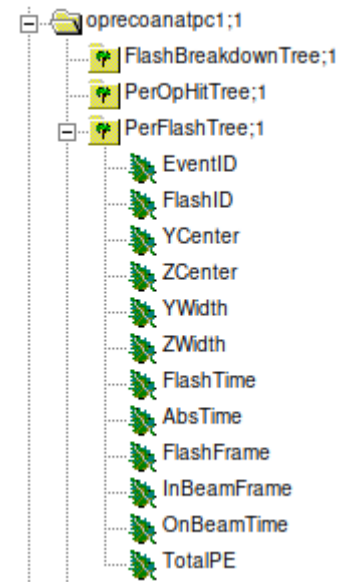 oprecoanatpc1;1
FlashBreakdownTree;1
PerOpHitTree;1
PerFlashTree;1
EventID
FlashID
YCenter
ZCenter
YWidth
ZWidth
FlashTime
AbsTime
FlashFrame
InBeamFrame
OnBeamTime
TotalPE